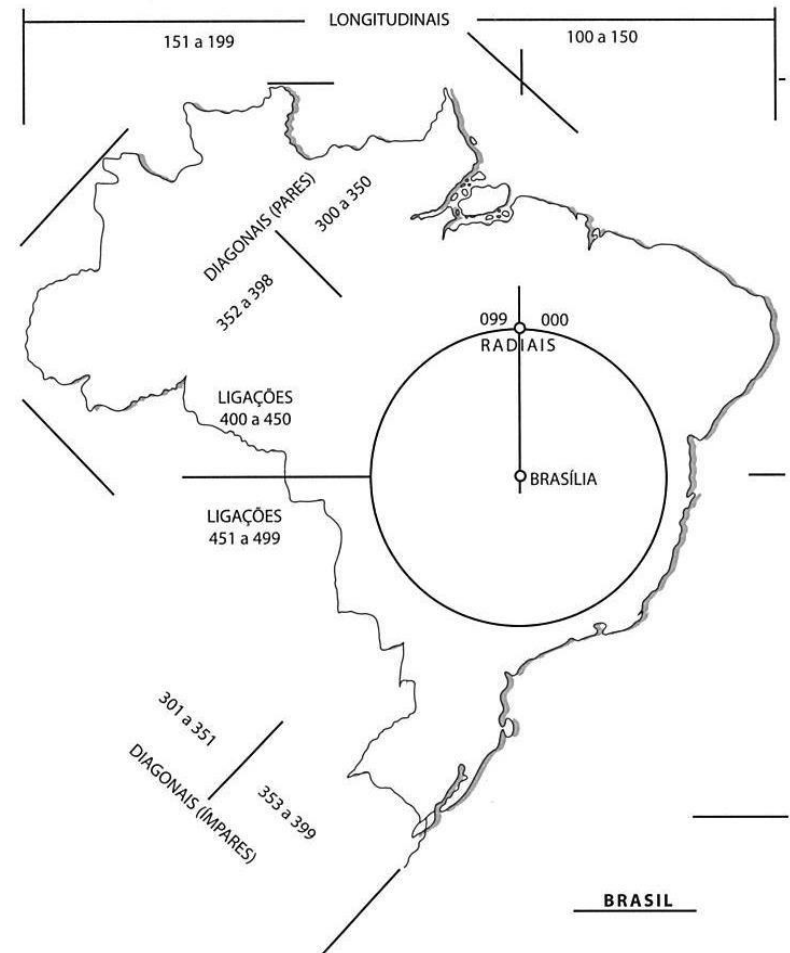 LONGITUDINAIS
151 a 199
100 a 150
DIAGONAIS (PARES)
300 a 350
352 a 398
099 000
RADIAIS
LIGAÇÕES
400 a 450
BRASÍLIA
LIGAÇÕES
451 a 499
301 a 351
DIAGONAIS (ÍMPARES)
353 a 399
BRASIL